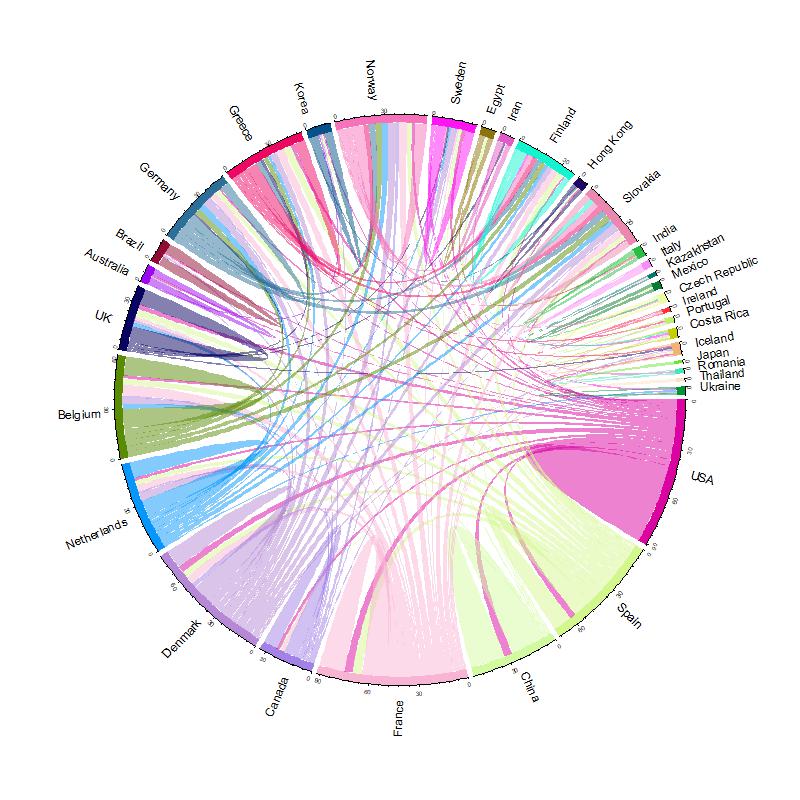 Norway
Sweden
Egypt
Iran
Finland
Hong Kong
Slovakia
India
Italy
Kazakhstan
Mexico
Czech Republic
Ireland
Portugal
Costa Rica
Iceland
Japan
Romania
Thailand
Ukraine
USA
Spain
China
France
Canada
Denmark
Netherlands
Belgium
UK
Australia
Brazil
Germany
Greece
Korea